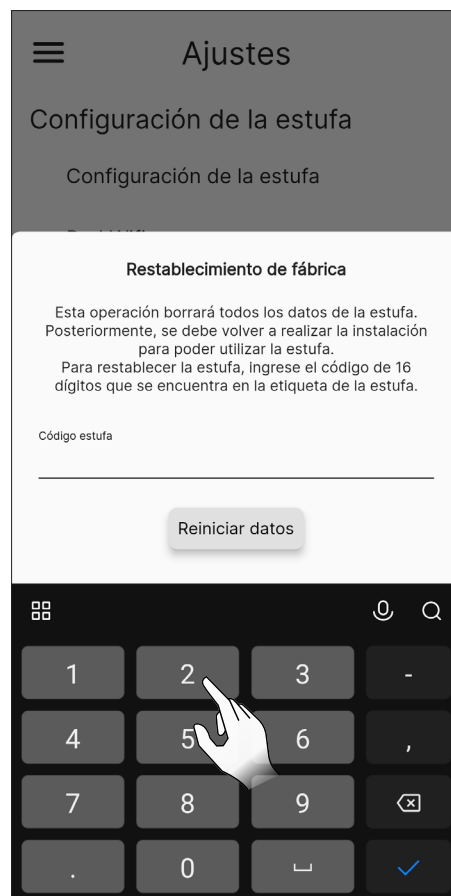 Ajustes
Configuración de la estufa
Configuración de la estufa
Restablecimiento de fábrica
Esta operación borrará todos los datos de la estufa.
Posteriormente, se debe volver a realizar la instalación
para poder utilizar la estufa.
Para restablecer la estufa, ingrese el código de 16
dígitos que se encuentra en la etiqueta de la estufa.
Código estufa
Reiniciar datos
1 2 3 -
4 5 6 ,
7 8 9
. 0